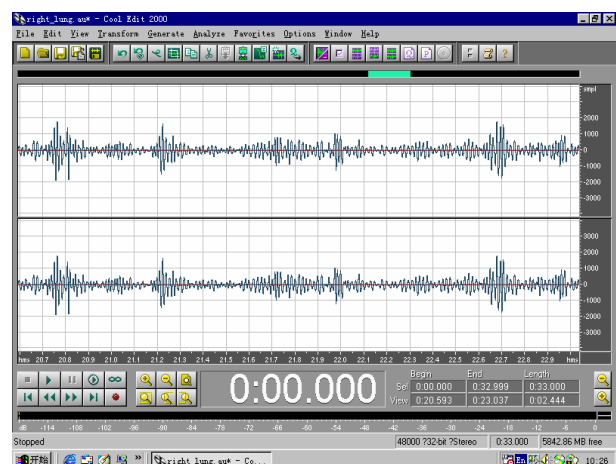 right_lung.au* - Cool Edit 2000
File Edit View Transform Generate Analyze Favorites Options Window Help
smpl
2000
1000
0
-1000
-2000
-3000
3000
2000
1000
0
-1000
-2000
-3000
hms 20.7 20.8 20.9 21.0 21.1 21.2 21.3 21.4 21.5 21.6 21.7 21.8 21.9 22.0 22.1 22.2 22.3 22.4 22.5 22.6 22.7 22.8 22.9 hms
0:00.000
Begin End Length
Sel 0:00.000 0:32.999 0:33.000
View 0:20.593 0:23.037 0:02.444
dB -114 -108 -102 -96 -90 -84 -78 -72 -66 -60 -54 -48 -42 -36 -30 -24 -18 -12 -6 0
Stopped 48000 ?32-bit ?Stereo 0:33.000 5842.86 MB free
开始 » right_lung.au* - Co... En 10:26